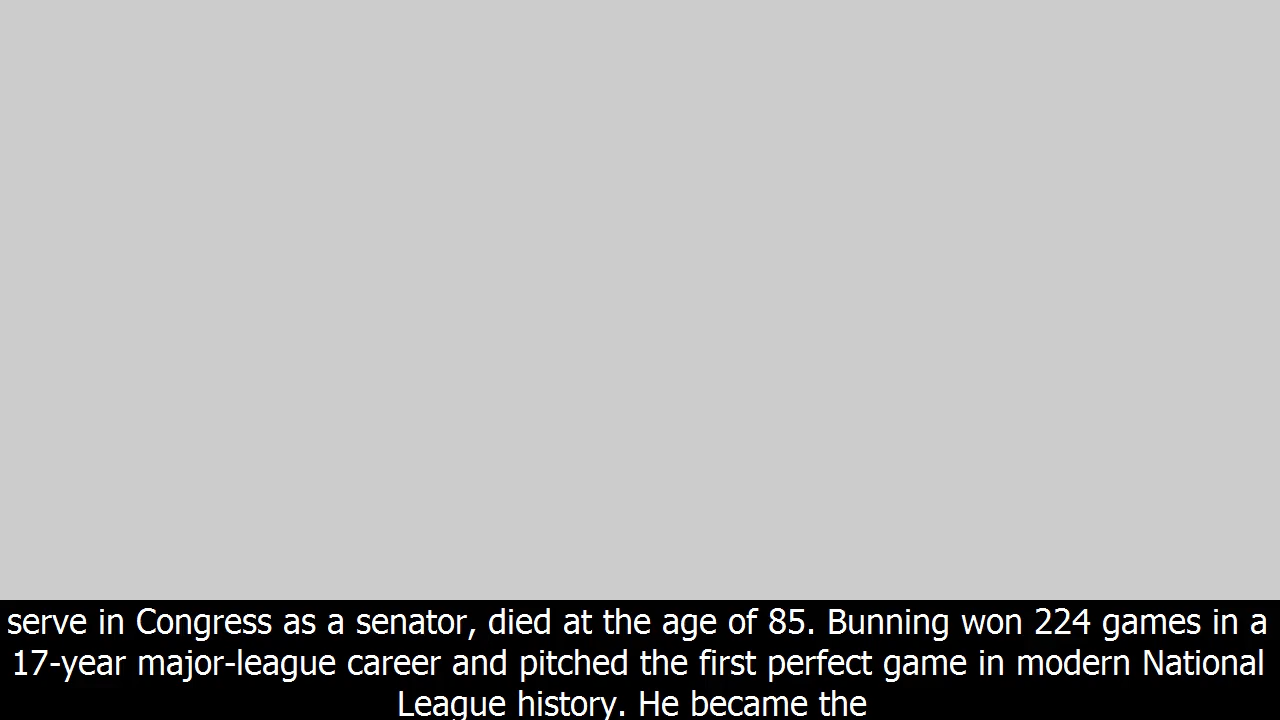 serve in Congress as a senator, died at the age of 85. Bunning won 224 games in a
17-year major-league career and pitched the first perfect game in modern National
League history. He became the